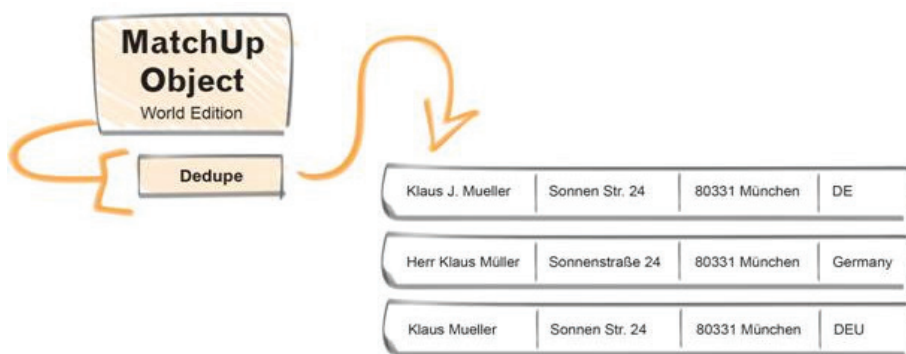 MatchUp
Object
World Edition
Dedupe
Klaus J. Mueller Sonnen Str. 24 80331 München DE
Herr Klaus Müller Sonnenstraße 24 80331 München Germany
Klaus Mueller Sonnen Str. 24 80331 München DEU